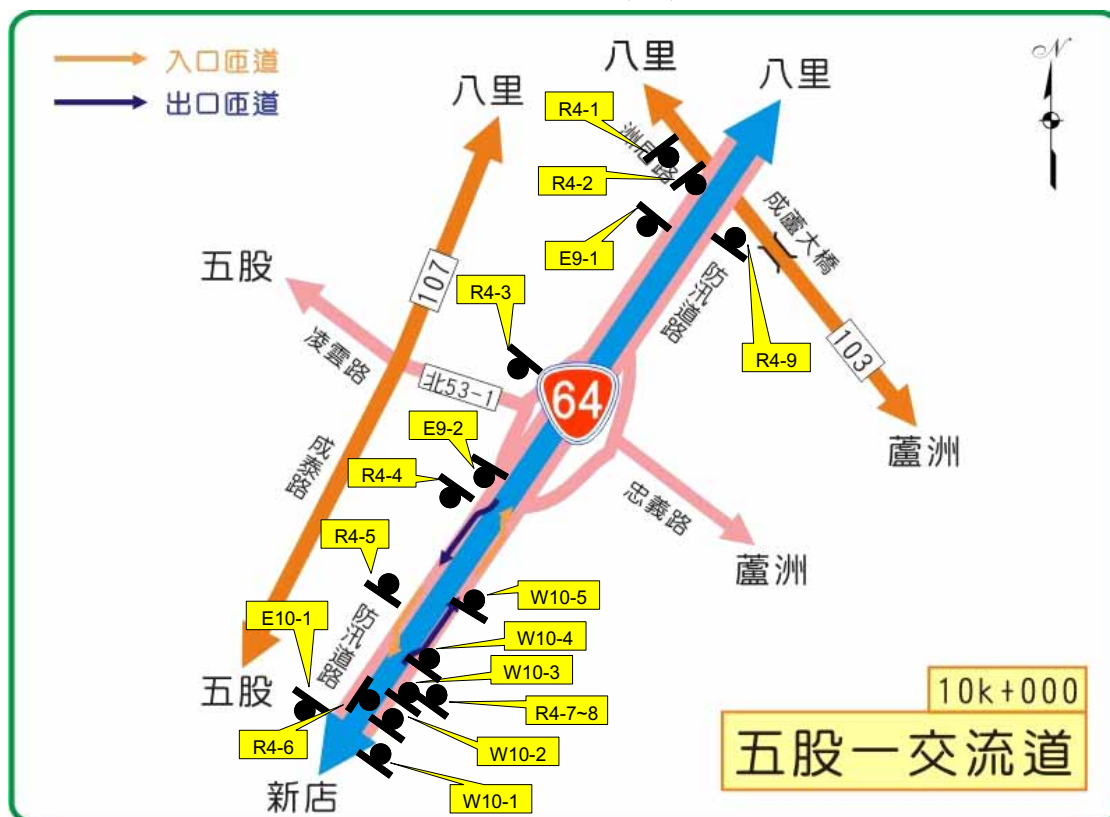 入口匝道
出口匝道
八里
八里
八里
N
R4-1
洲后路
R4-2
E9-1
成蘆大橋
防汛道路
R4-9
103
蘆洲
五股
107
R4-3
凌雲路
北53-1
64
E9-2
R4-4
成泰路
忠義路
蘆洲
R4-5
防汛道路
E10-1
W10-5
W10-4
W10-3
五股
R4-6
R4-7~8
W10-2
新店
W10-1
10k+000
五股一交流道